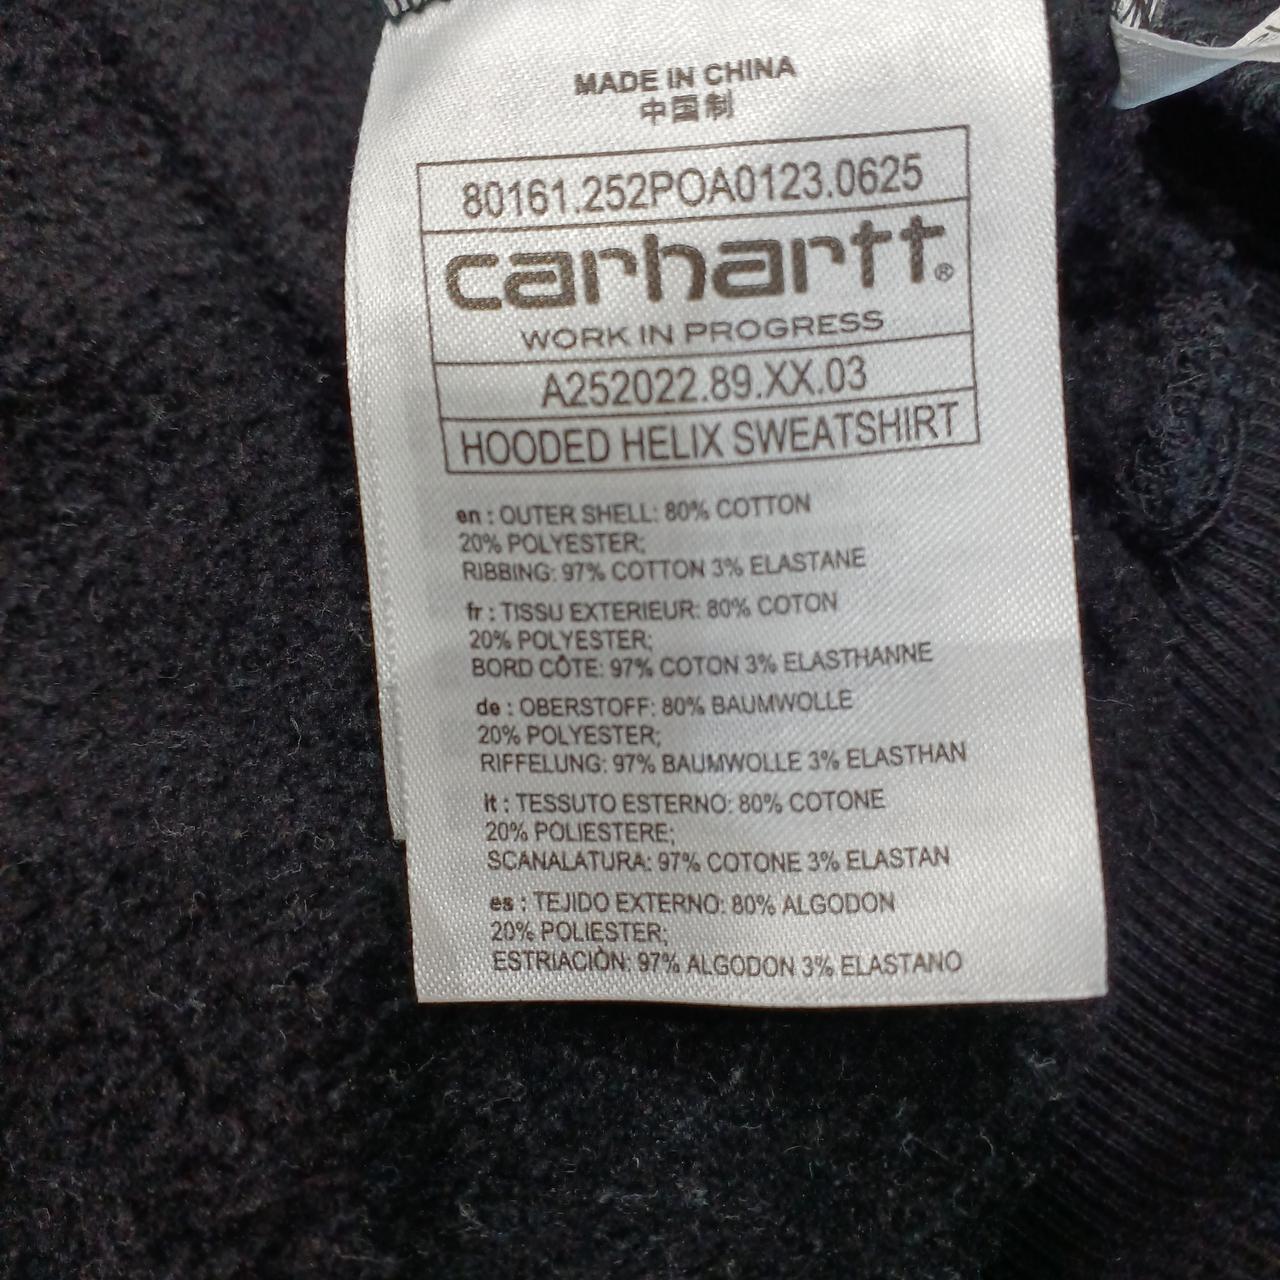 MADE IN CHINA
中国制
80161.252POA0123.0625
carhartt®
WORK IN PROGRESS
A252022.89.XX.03
HOODED HELIX SWEATSHIRT
en : OUTER SHELL: 80% COTTON
20% POLYESTER;
RIBBING: 97% COTTON 3% ELASTANE
fr : TISSU EXTERIEUR: 80% COTON
20% POLYESTER;
BORD CÔTE: 97% COTON 3% ELASTHANNE
de : OBERSTOFF: 80% BAUMWOLLE
20% POLYESTER;
RIFFELUNG: 97% BAUMWOLLE 3% ELASTHAN
it : TESSUTO ESTERNO: 80% COTONE
20% POLIESTERE;
SCANALATURA: 97% COTONE 3% ELASTAN
es : TEJIDO EXTERNO: 80% ALGODON
20% POLIESTER;
ESTRIACIÒN: 97% ALGODON 3% ELASTANO